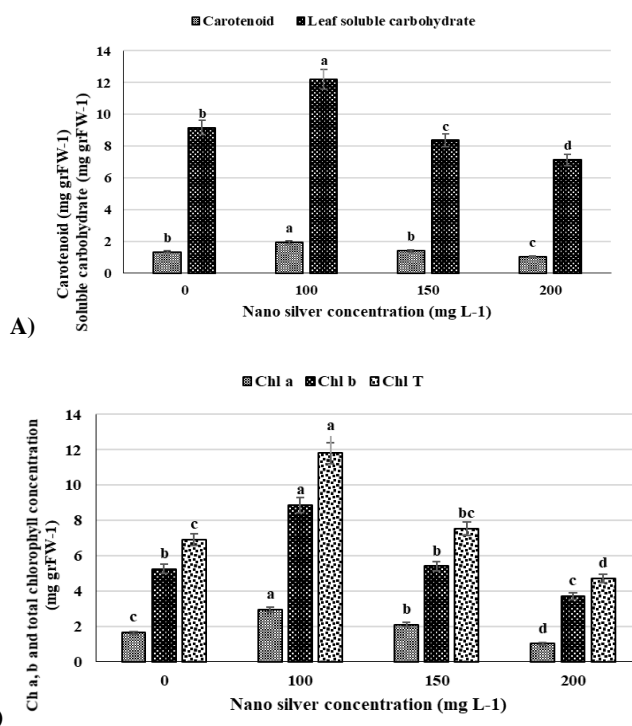 Carotenoid Leaf soluble carbohydrate
14
12
10
8
6
4
2
0
Carotenoid (mg grFW-1)
Soluble carbohydrate (mg grFW-1)
b b a a b c c d
0 100 150 200
Nano silver concentration (mg L-1)
A)
Chl a Chl b Chl T
14
12
10
8
6
4
2
0
Ch a, b and total chlorophyll concentration
(mg grFW-1)
c b c a a a b b bc d c d
0 100 150 200
Nano silver concentration (mg L-1)
)